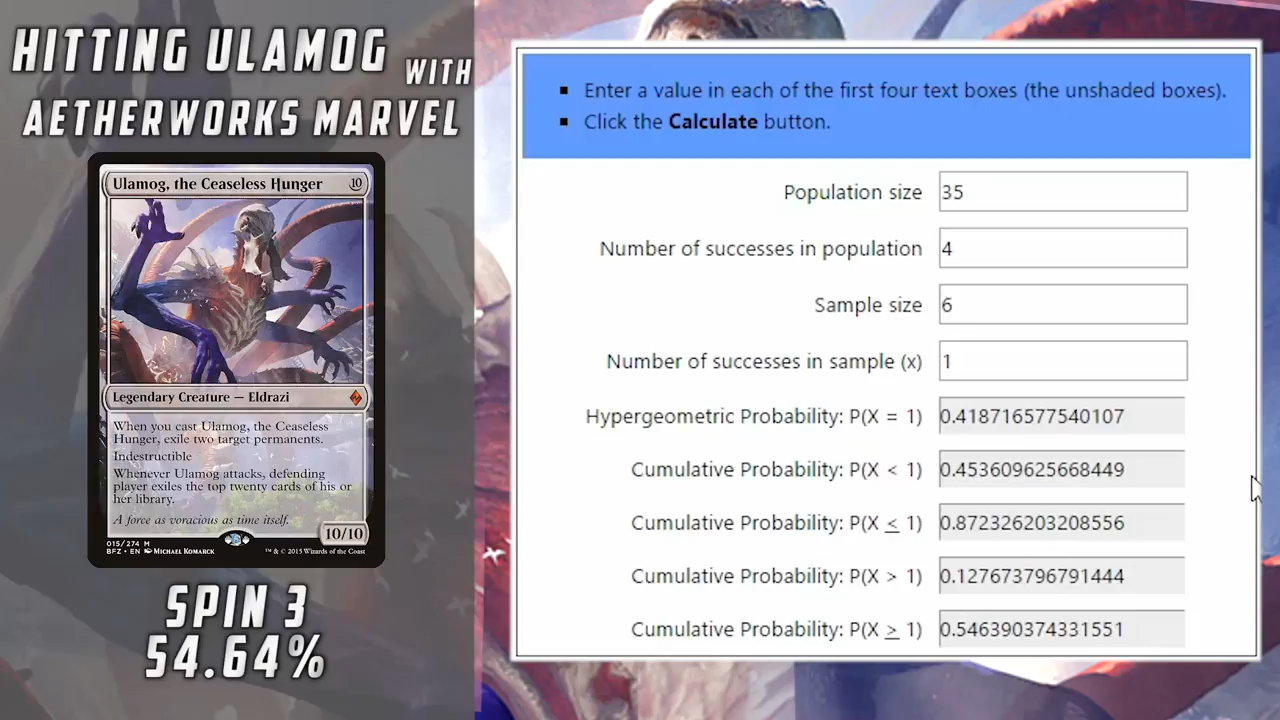 HITTING ULAMOG WITH
AETHERWORKS MARVEL
Ulamog, the Ceaseless Hunger 10
Legendary Creature — Eldrazi
When you cast Ulamog, the Ceaseless
Hunger, exile two target permanents.
Indestructible
Whenever Ulamog attacks, defending
player exiles the top twenty cards of his or
her library.
A force as voracious as time itself.
10/10
015/274 M
BFZ • EN Michael Komarck
™ & © 2015 Wizards of the Coast
SPIN 3
54.64%
▪ Enter a value in each of the first four text boxes (the unshaded boxes).
▪ Click the Calculate button.
Population size 35
Number of successes in population 4
Sample size 6
Number of successes in sample (x) 1
Hypergeometric Probability: P(X = 1) 0.418716577540107
Cumulative Probability: P(X < 1) 0.453609625668449
Cumulative Probability: P(X ≤ 1) 0.872326203208556
Cumulative Probability: P(X > 1) 0.127673796791444
Cumulative Probability: P(X ≥ 1) 0.546390374331551